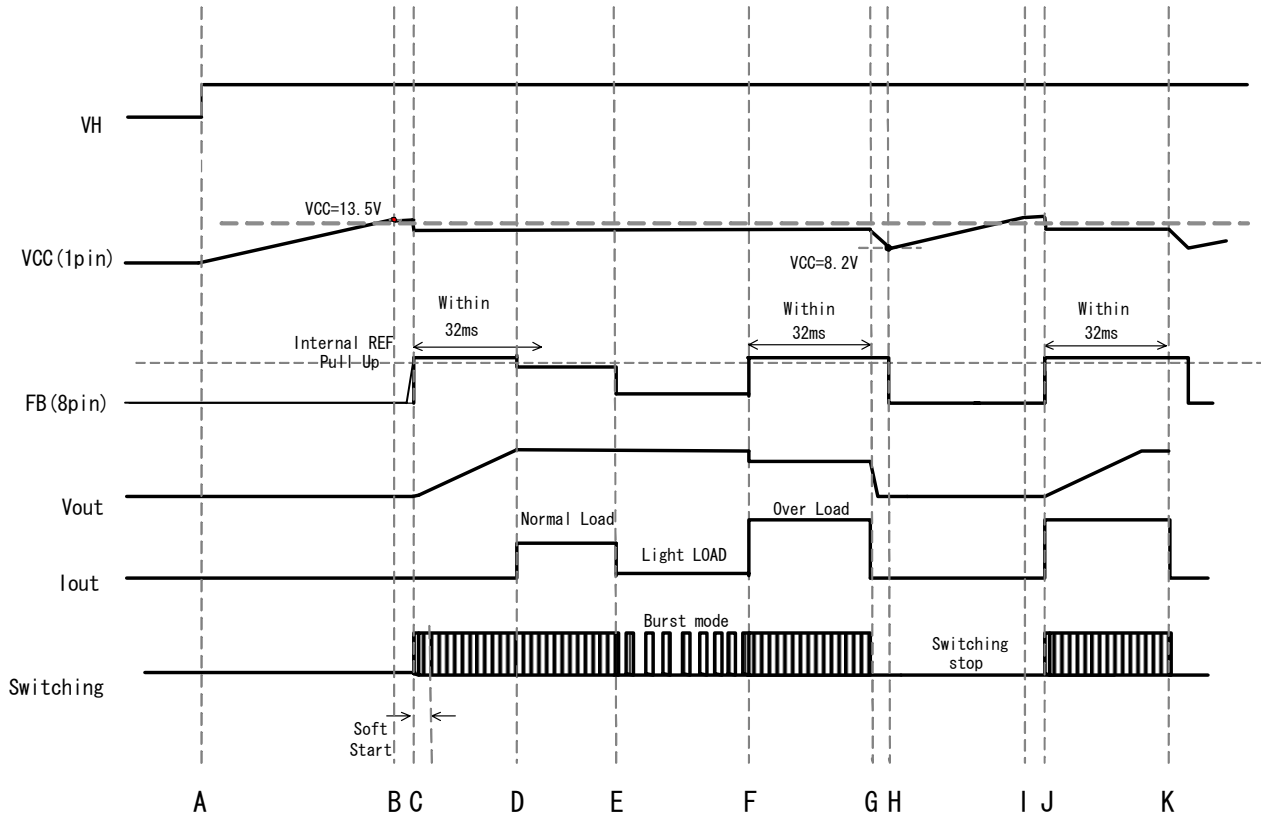 VH
VCC=13.5V
VCC(1pin)
VCC=8.2V
Within
32ms
Within
32ms
Within
32ms
Internal REF
Pull Up
FB(8pin)
Vout
Normal Load
Over Load
Light LOAD
Iout
Burst mode
Switching
stop
Switching
Soft
Start
A B C D E F G H I J K